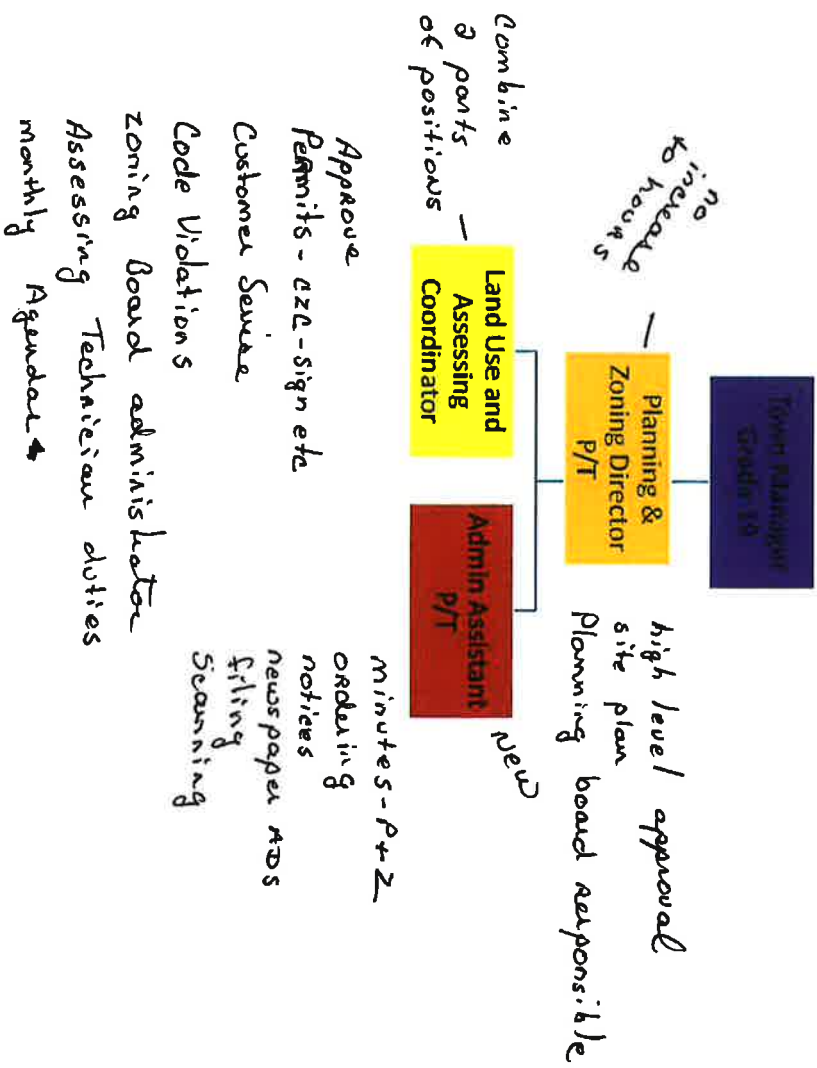 Town Manager
Grade 19
no
increase
to hours
Planning &
Zoning Director
P/T
high level approval
site plan
Planning board responsible
Combine
2 parts
of positions
Land Use and
Assessing
Coordinator
Admin Assistant
P/T
New
Approve
Permits - CZC - sign etc
Customer Service
Code Violations
Zoning Board administrator
Assessing Technician duties
monthly Agendas
minutes - P + Z
ordering
notices
newspaper ADS
filing
Scanning